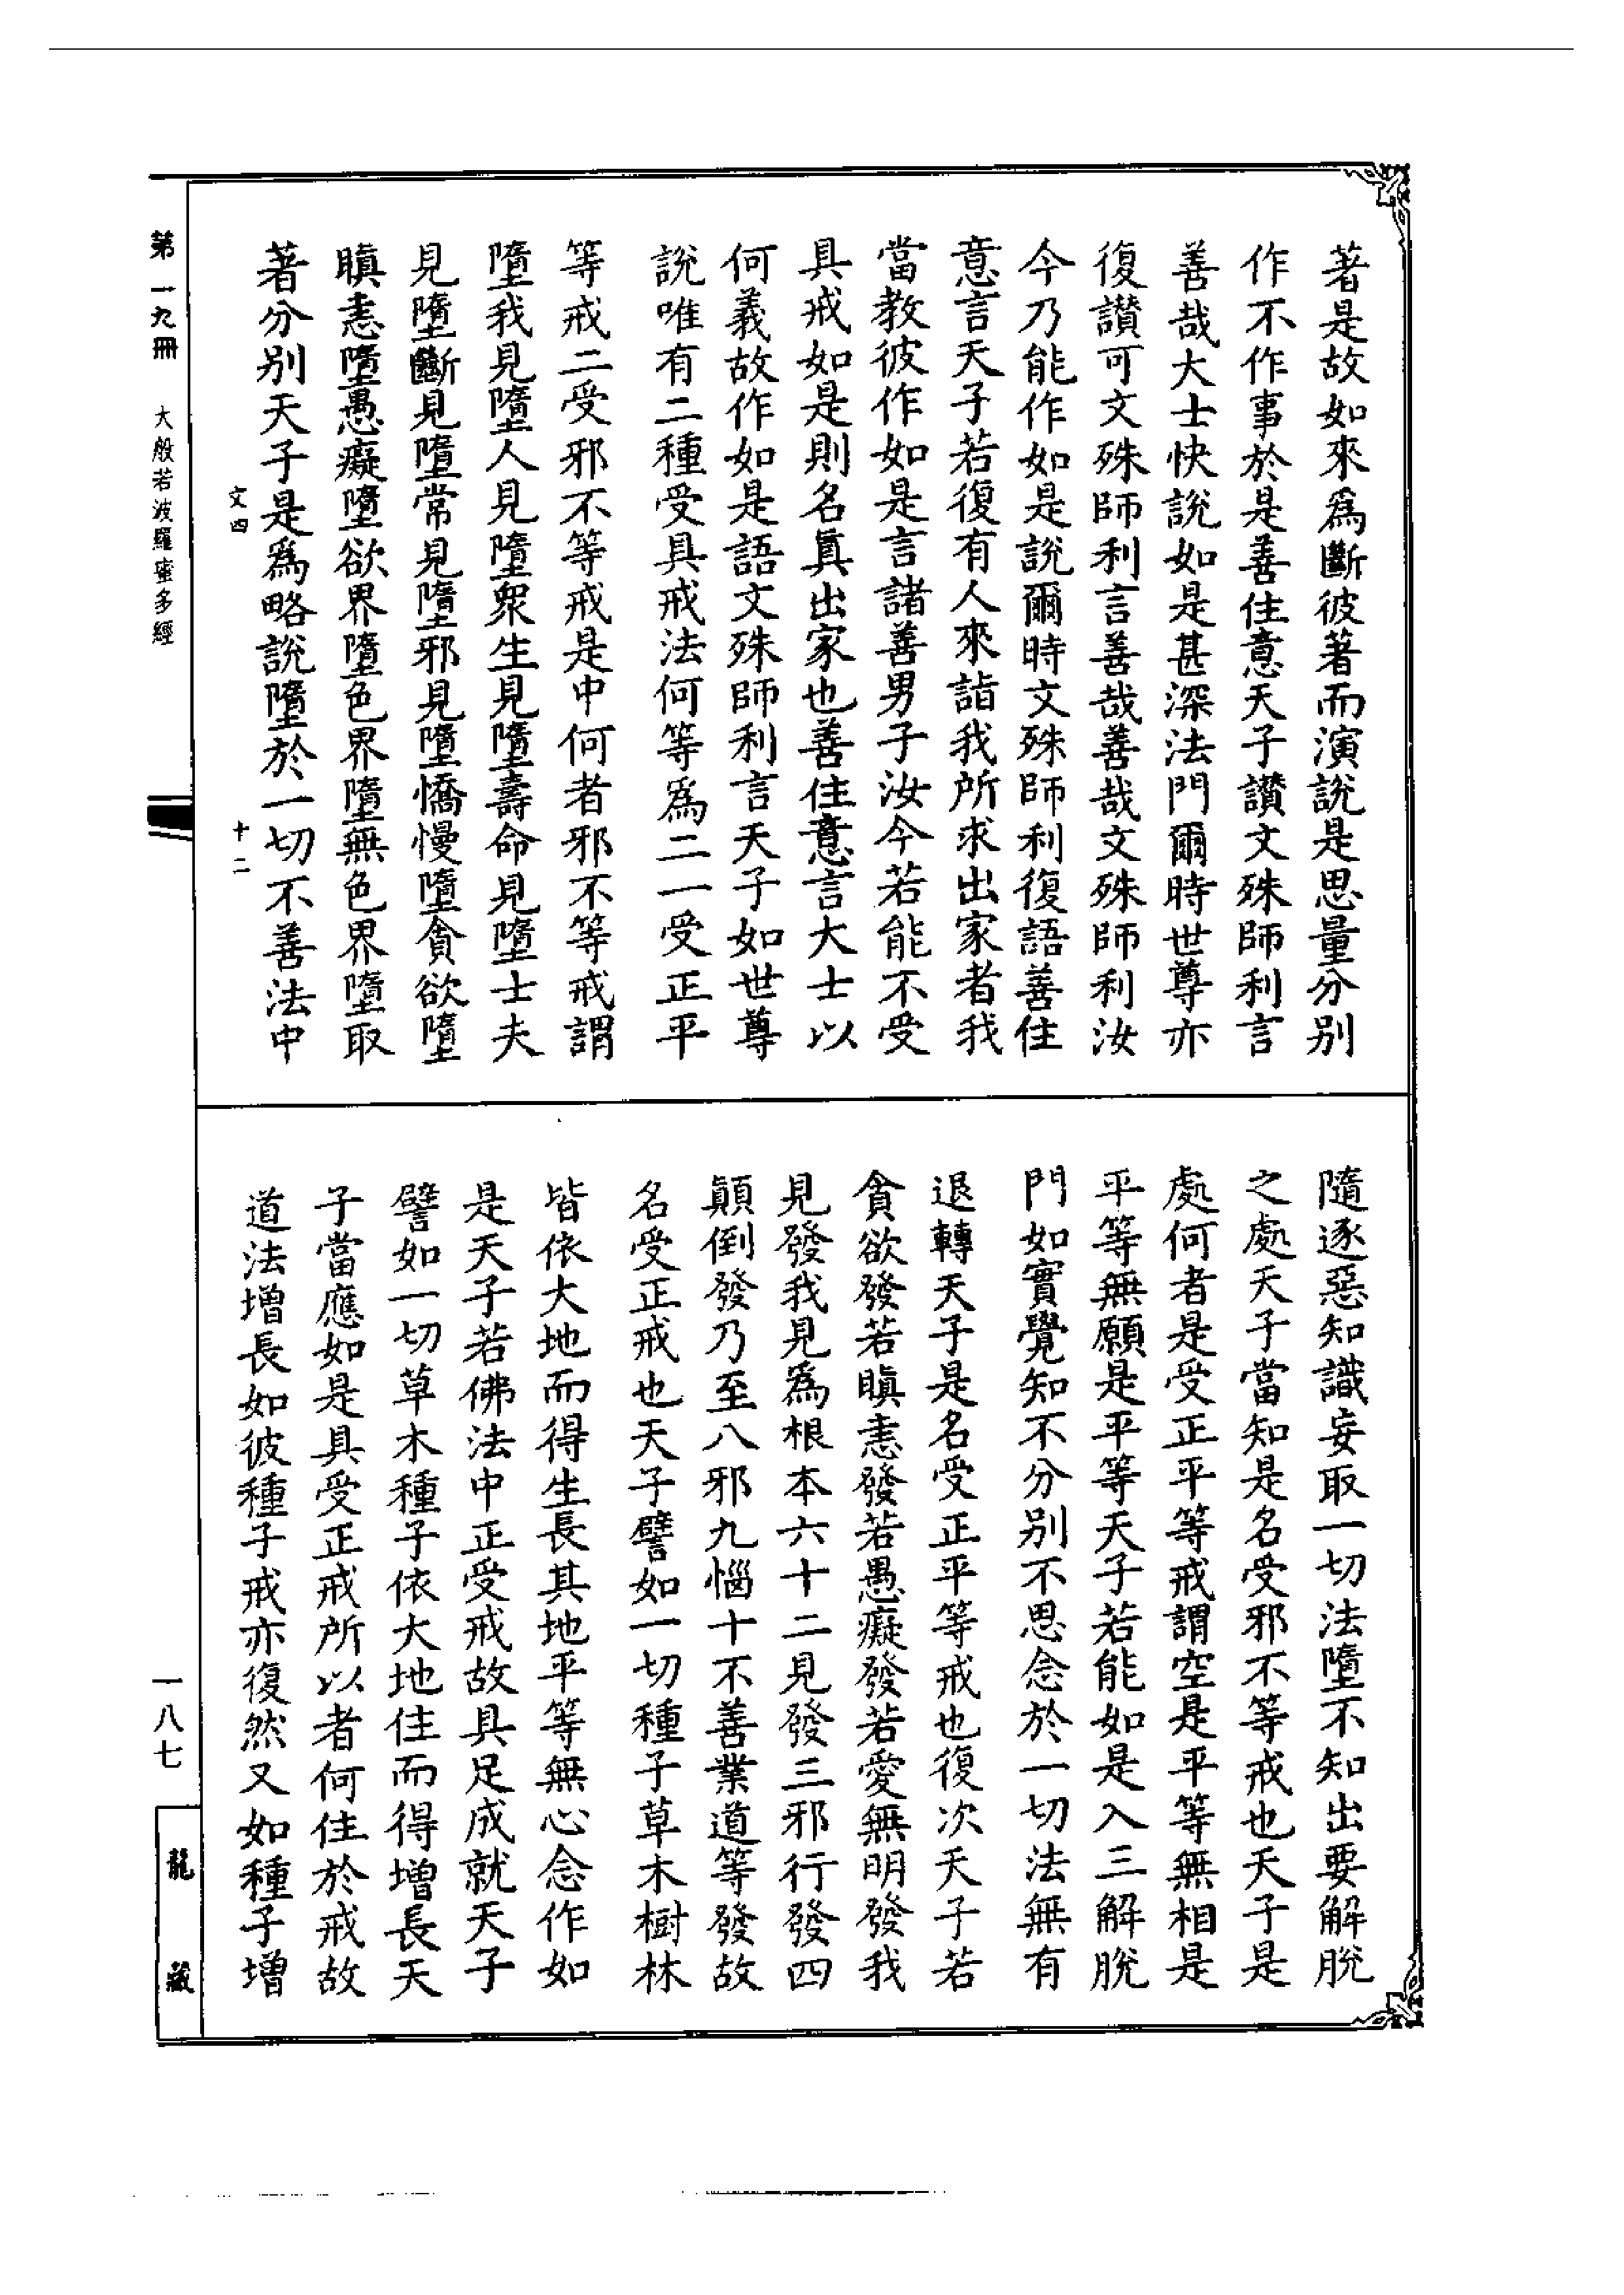 著是故如來爲斷彼著而演說是思量分別
作不作事於是善住意天子讃文殊師利言
善哉大士快說如是甚深法門爾時世尊亦
復讃可文殊師利言善哉善哉文殊師利汝
今乃能作如是說爾時文殊師利復語善住
意言天子若復有人來詣我所求出家者我
當教彼作如是言諸善男子汝今若能不受
具戒如是則名眞出家也善住意言大士以
何義故作如是語文殊師利言天子如世尊
說唯有二種受具戒法何等爲二一受正平
等戒二受邪不等戒是中何者邪不等戒謂
墮我見墮人見墮衆生見墮壽命見墮士夫
見墮斷見墮常見墮邪見墮憍慢墮貪欲墮
瞋恚墮愚癡墮欲界墮色界墮無色界墮取
著分別天子是爲略說墮於一切不善法中
隨逐惡知識妄取一切法墮不知出要解脫
之處天子當知是名受邪不等戒也天子是
處何者是受正平等戒謂空是平等無相是
平等無願是平等天子若能如是入三解脫
門如實覺知不分別不思念於一切法無有
退轉天子是名受正平等戒也復次天子若
貪欲發若瞋恚發若愚癡發若愛無明發我
見發我見爲根本六十二見發三邪行發四
顚倒發乃至八邪九惱十不善業道等發故
名受正戒也天子譬如一切種子草木樹林
皆依大地而得生長其地平等無心念作如
是天子若佛法中正受戒故具足成就天子
譬如一切草木種子依大地住而得增長天
子當應如是具受正戒所以者何住於戒故
道法增長如彼種子戒亦復然又如種子增
第一九冊 大般若波羅蜜多經
文四 十二
一八七
龍藏